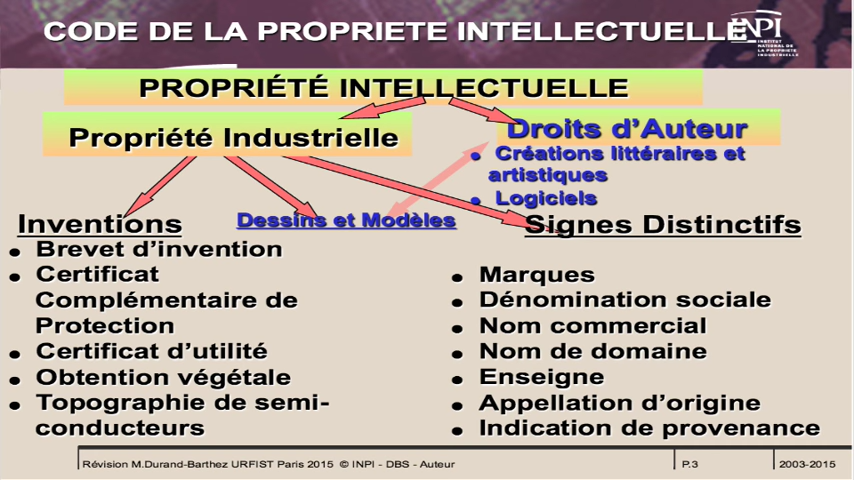 CODE DE LA PROPRIETE INTELLECTUELLE
INPI
INSTITUT
NATIONAL DE
LA PROPRIETE
INDUSTRIELLE
PROPRIÉTÉ INTELLECTUELLE
Propriété Industrielle
Droits d’Auteur
• Créations littéraires et
artistiques
• Logiciels
Dessins et Modèles
Inventions
• Brevet d’invention
• Certificat
Complémentaire de
Protection
• Certificat d’utilité
• Obtention végétale
• Topographie de semi-
conducteurs
Signes Distinctifs
• Marques
• Dénomination sociale
• Nom commercial
• Nom de domaine
• Enseigne
• Appellation d’origine
• Indication de provenance
Révision M.Durand-Barthez URFIST Paris 2015 © INPI - DBS - Auteur
P.3
2003-2015